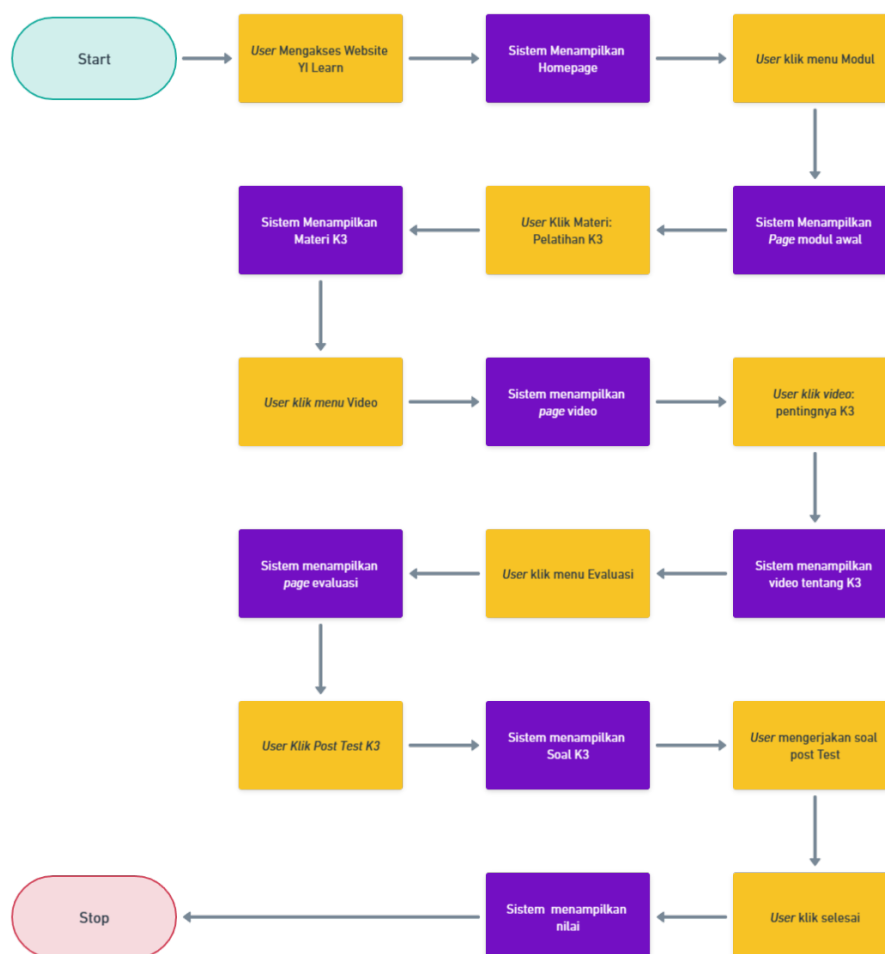 Start
User Mengakses Website
YI Learn
Sistem Menampilkan
Homepage
User klik menu Modul
Sistem Menampilkan
Page modul awal
User Klik Materi:
Pelatihan K3
Sistem Menampilkan
Materi K3
User klik menu Video
Sistem menampilkan
page video
User klik video:
pentingnya K3
Sistem menampilkan
video tentang K3
User klik menu Evaluasi
Sistem menampilkan
page evaluasi
User Klik Post Test K3
Sistem menampilkan
Soal K3
User mengerjakan soal
post Test
User klik selesai
Sistem menampilkan
nilai
Stop